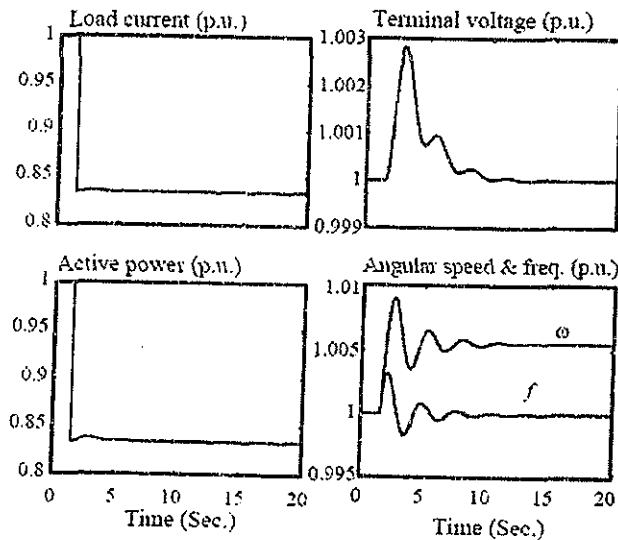 Load current (p.u.)
1
0.95
0.9
0.85
0.8
Terminal voltage (p.u.)
1.003
1.002
1.001
1
0.999
Active power (p.u.)
1
0.95
0.9
0.85
0.8
0 5 10 15 20
Time (Sec.)
Angular speed & freq. (p.u.)
1.01
1.005
1
0.995
ω
f
0 5 10 15 20
Time (Sec.)